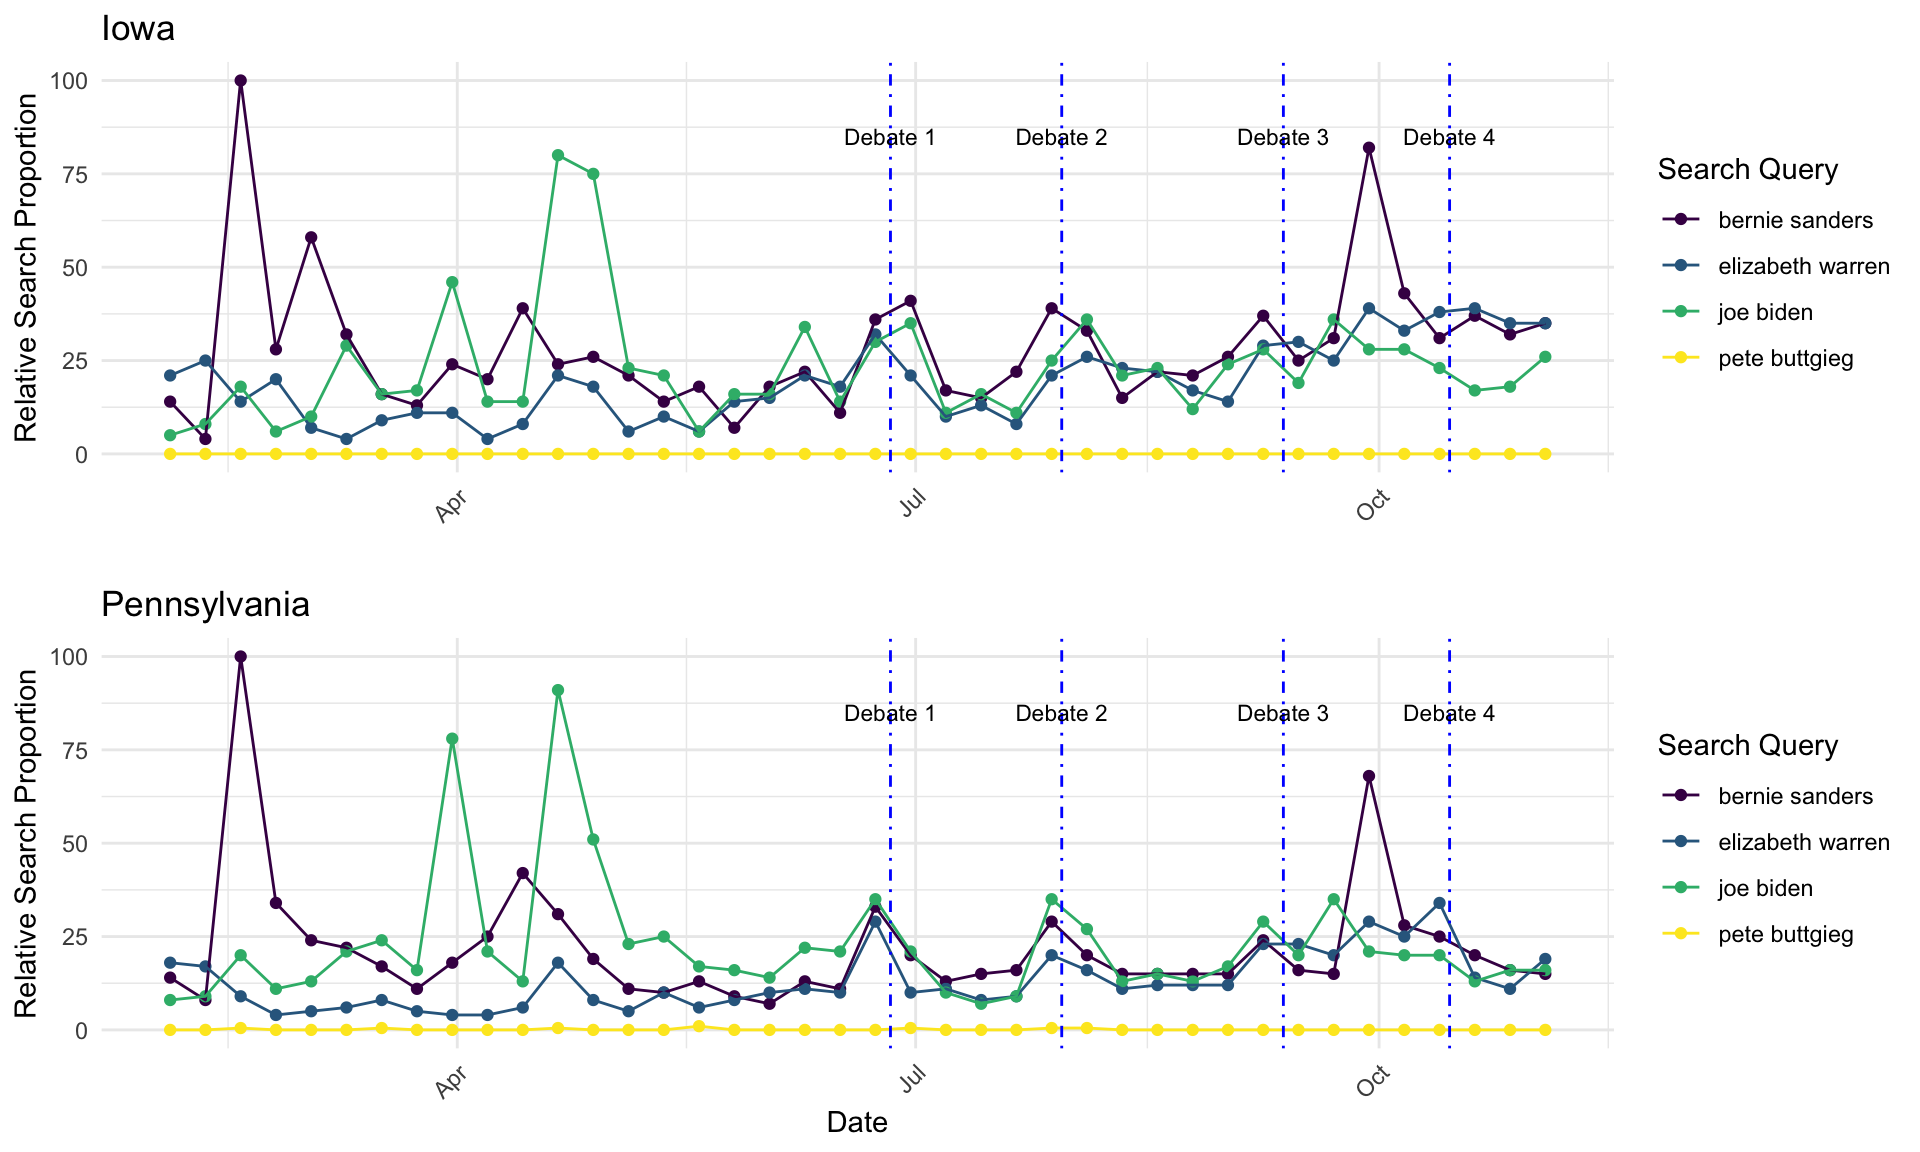 Iowa
Relative Search Proportion
100
75
50
25
0
Debate 1
Debate 2
Debate 3
Debate 4
Apr
Jul
Oct
Search Query
bernie sanders
elizabeth warren
joe biden
pete buttgieg
Pennsylvania
Relative Search Proportion
100
75
50
25
0
Debate 1
Debate 2
Debate 3
Debate 4
Apr
Jul
Oct
Date
Search Query
bernie sanders
elizabeth warren
joe biden
pete buttgieg